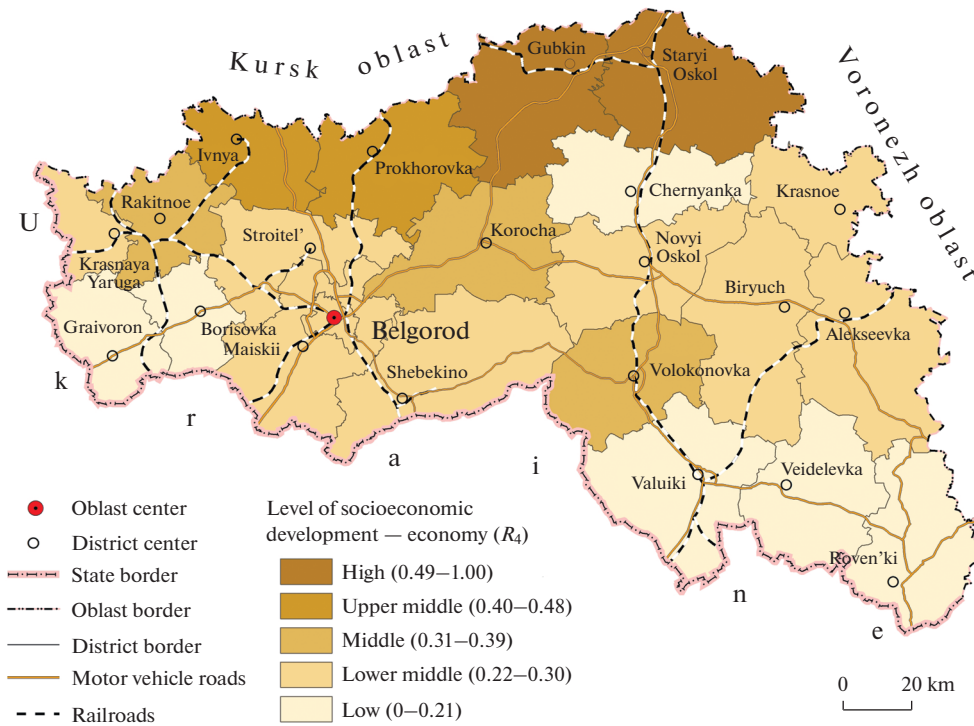 Kursk oblast
Voronezh oblast
Gubkin
Staryi
Oskol
Ivnya
Prokhorovka
Rakitnoe
Chernyanka
Krasnoe
U
Stroitel’
Korocha
Novyi
Oskol
Krasnaya
Yaruga
Biryuch
Graivoron
Borisovka
Maiskii
Belgorod
Alekseevka
k
Shebekino
Volokonovka
r
a
i
Valuiki
Veidelevka
Roven’ki
n
e
Oblast center
District center
State border
Oblast border
District border
Motor vehicle roads
Railroads
Level of socioeconomic
development — economy (R₄)
High (0.49–1.00)
Upper middle (0.40–0.48)
Middle (0.31–0.39)
Lower middle (0.22–0.30)
Low (0–0.21)
0 20 km